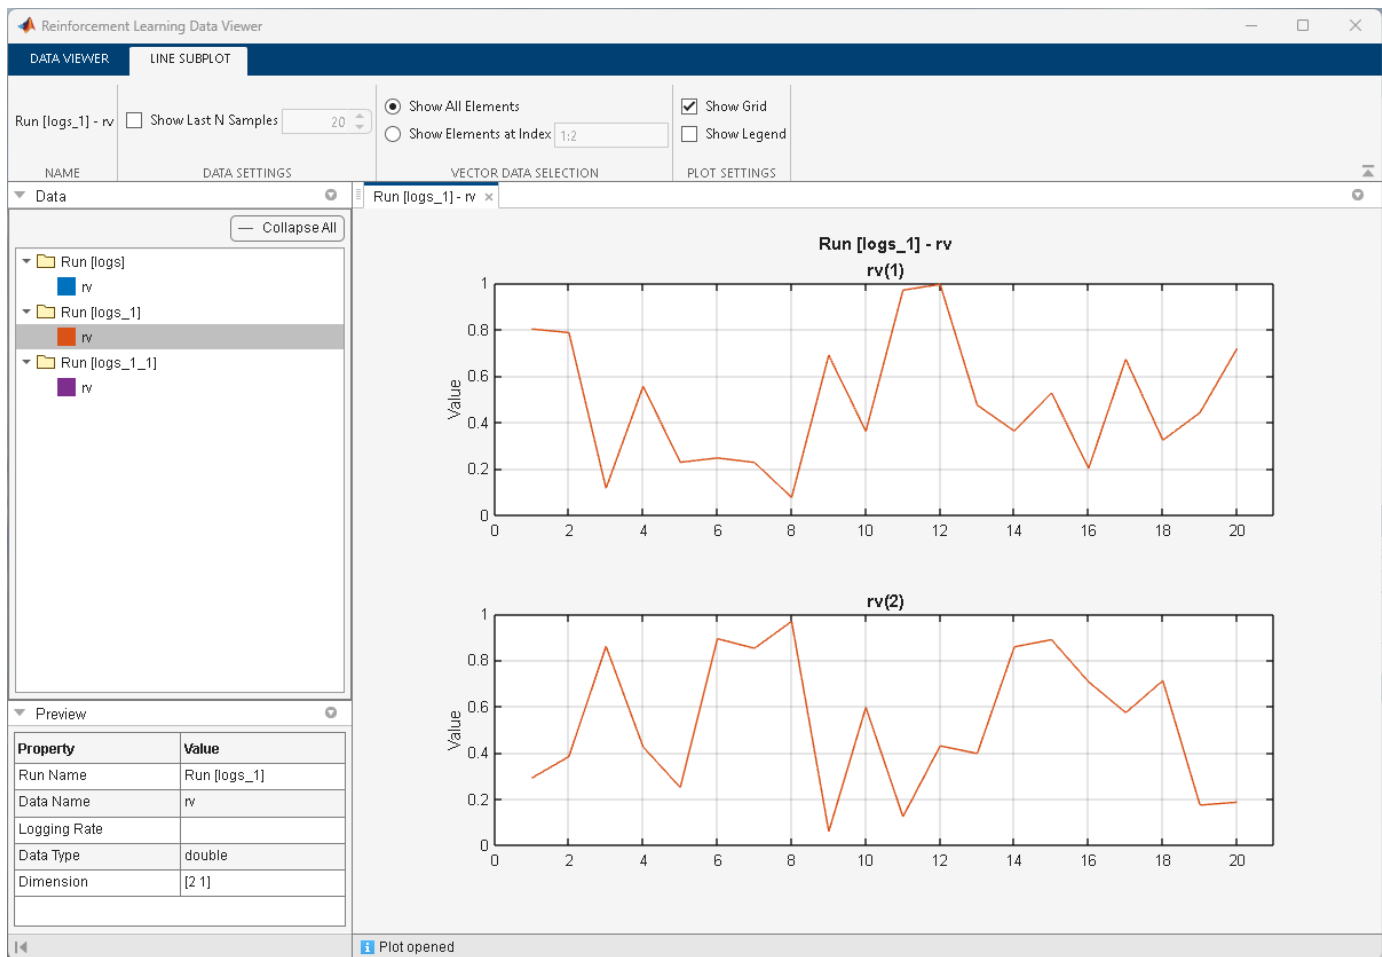 Reinforcement Learning Data Viewer
DATA VIEWER LINE SUBPLOT
Run [logs_1] - rv Show Last N Samples 20 Show All Elements Show Grid
Show Elements at Index 1:2 Show Legend
NAME DATA SETTINGS VECTOR DATA SELECTION PLOT SETTINGS
Data
Collapse All
Run [logs]
rv
Run [logs_1]
rv
Run [logs_1_1]
rv
Preview
Property Value
Run Name Run [logs_1]
Data Name rv
Logging Rate
Data Type double
Dimension [2 1]
Run [logs_1] - rv
Run [logs_1] - rv
rv(1)
1
0.8
0.6
0.4
0.2
0
Value
0 2 4 6 8 10 12 14 16 18 20
rv(2)
1
0.8
0.6
0.4
0.2
0
Value
0 2 4 6 8 10 12 14 16 18 20
Plot opened